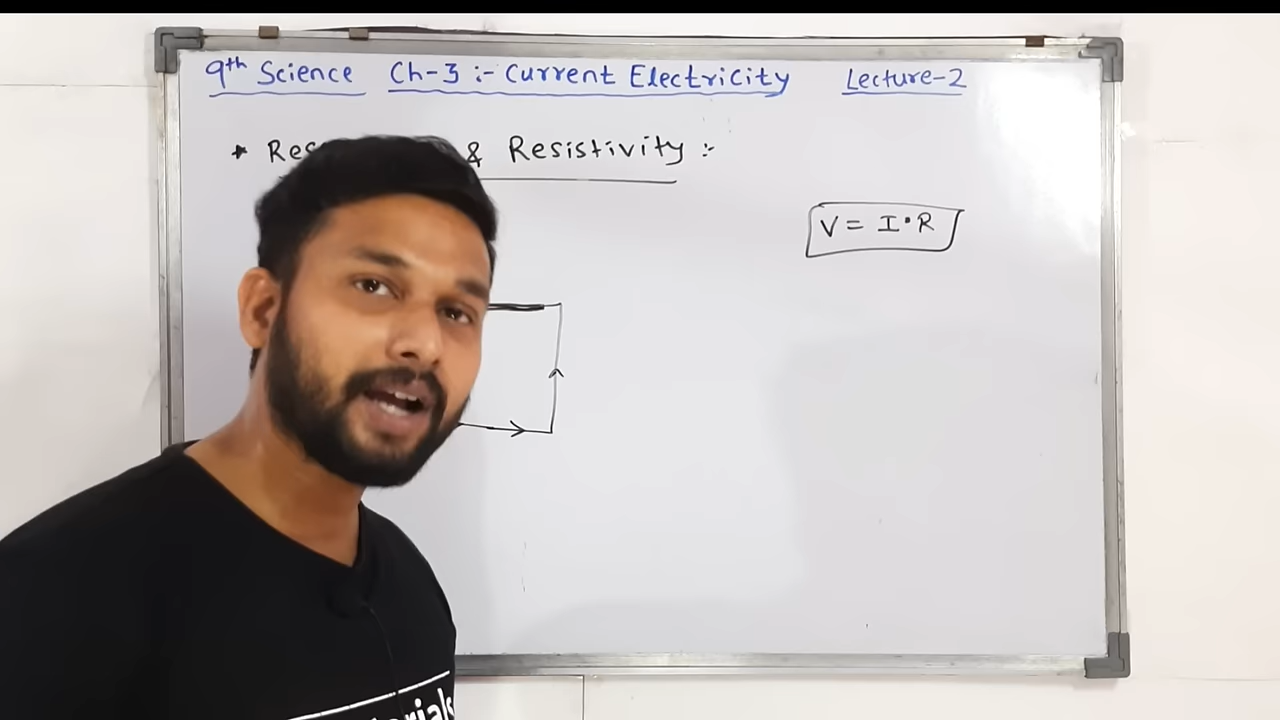 9th Science Ch-3 :- Current Electricity Lecture-2
* Res & Resistivity :-
V = I•R